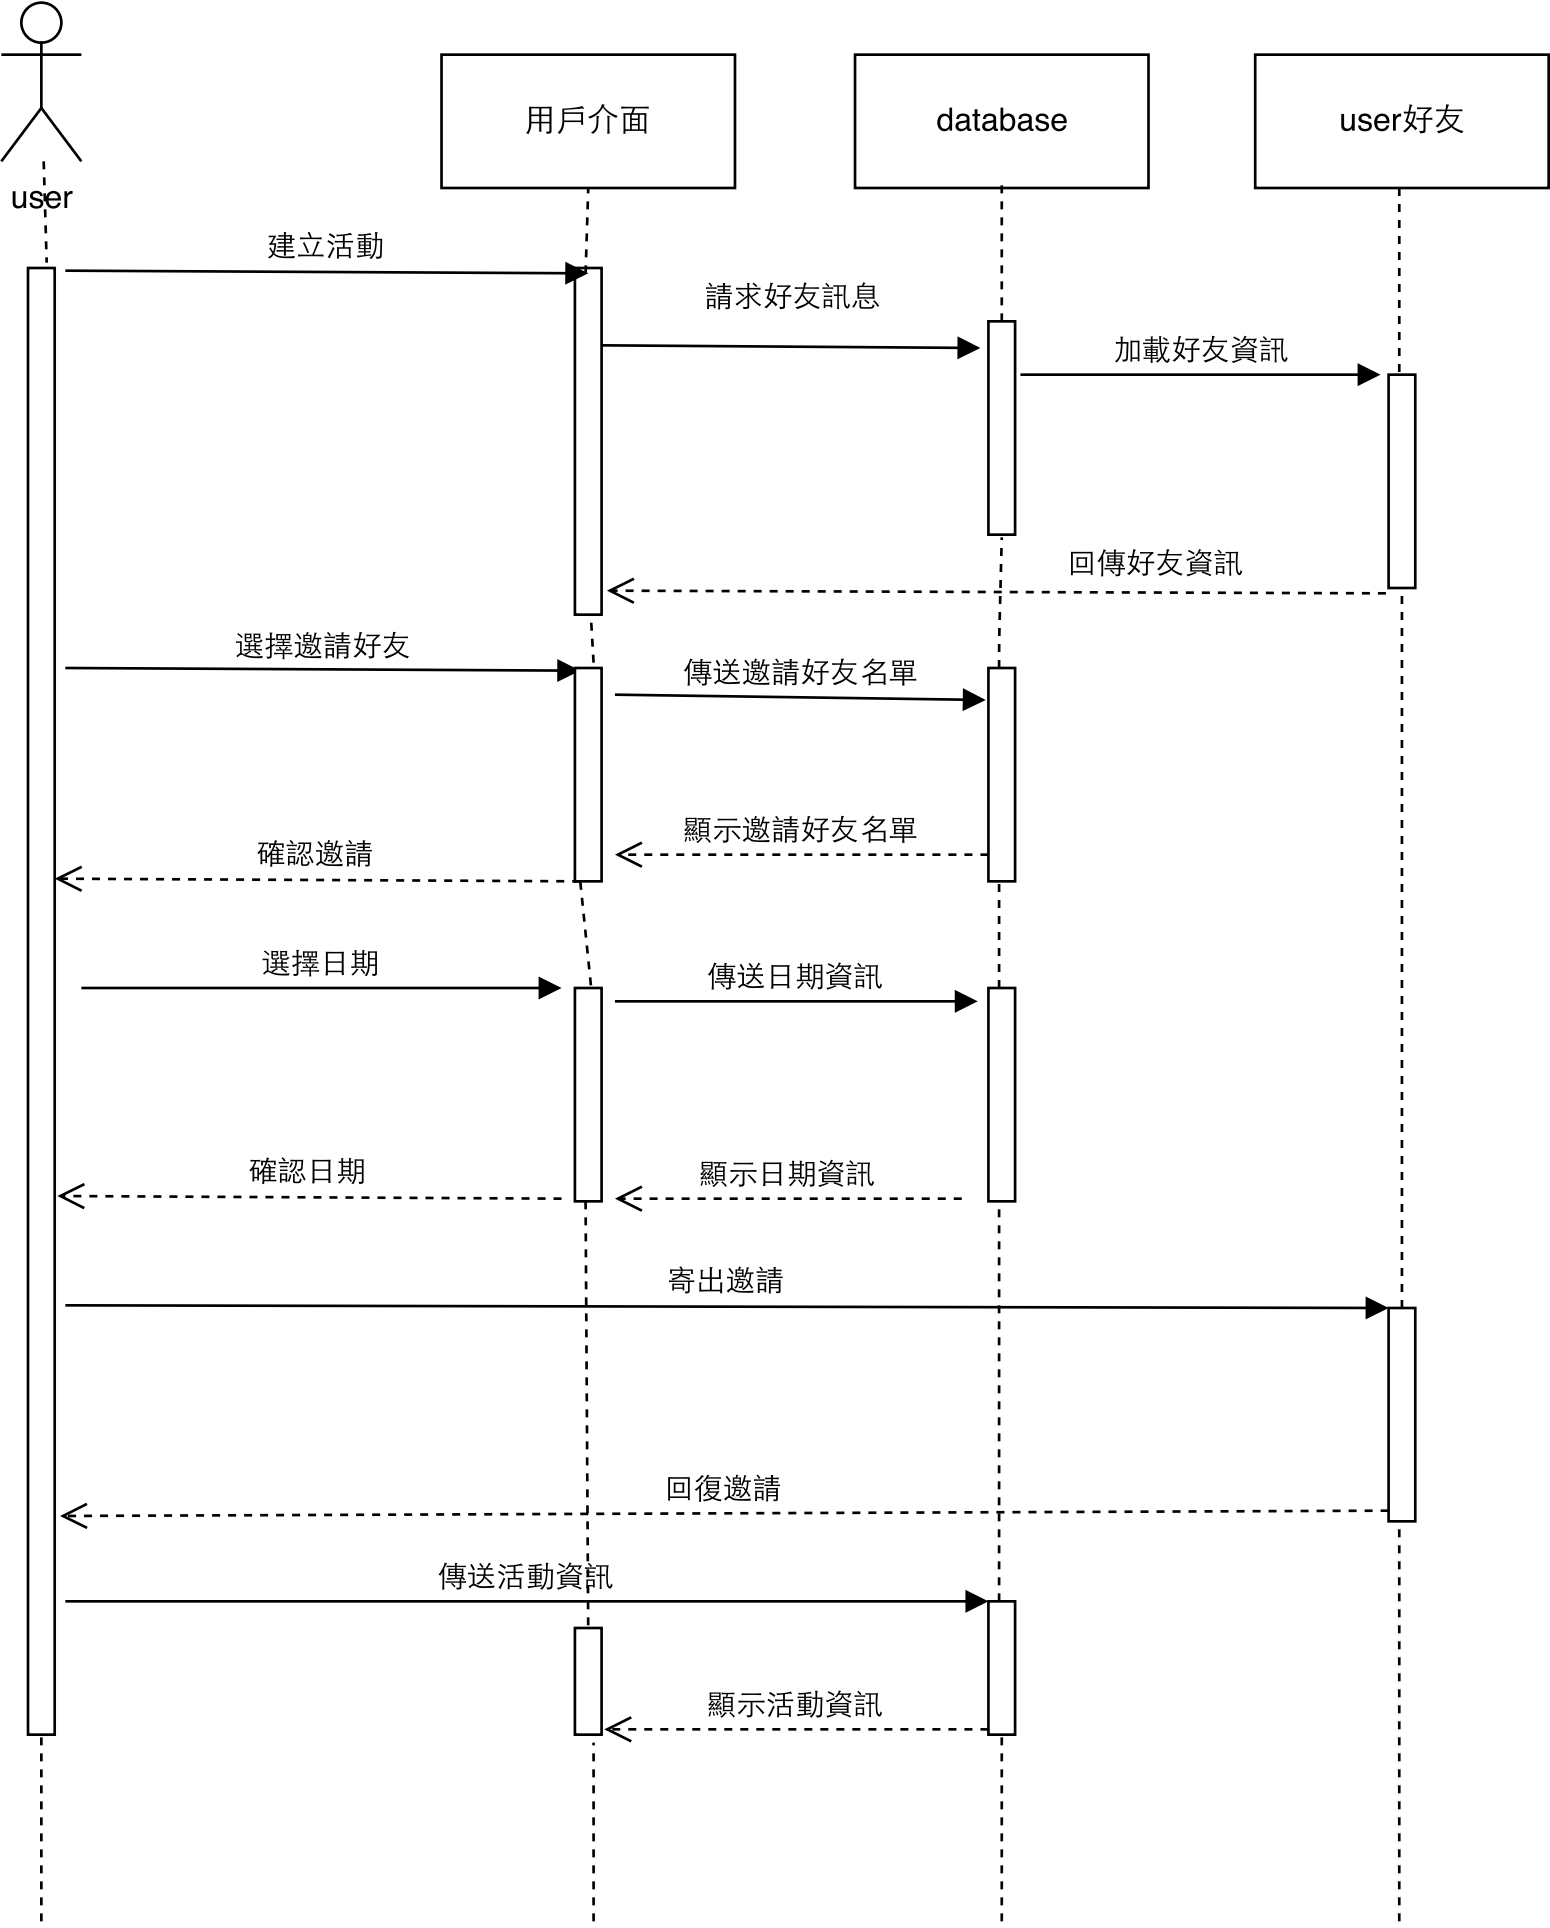 用戶介面
database
user好友
user
建立活動
請求好友訊息
加載好友資訊
回傳好友資訊
選擇邀請好友
傳送邀請好友名單
顯示邀請好友名單
確認邀請
選擇日期
傳送日期資訊
確認日期
顯示日期資訊
寄出邀請
回復邀請
傳送活動資訊
顯示活動資訊